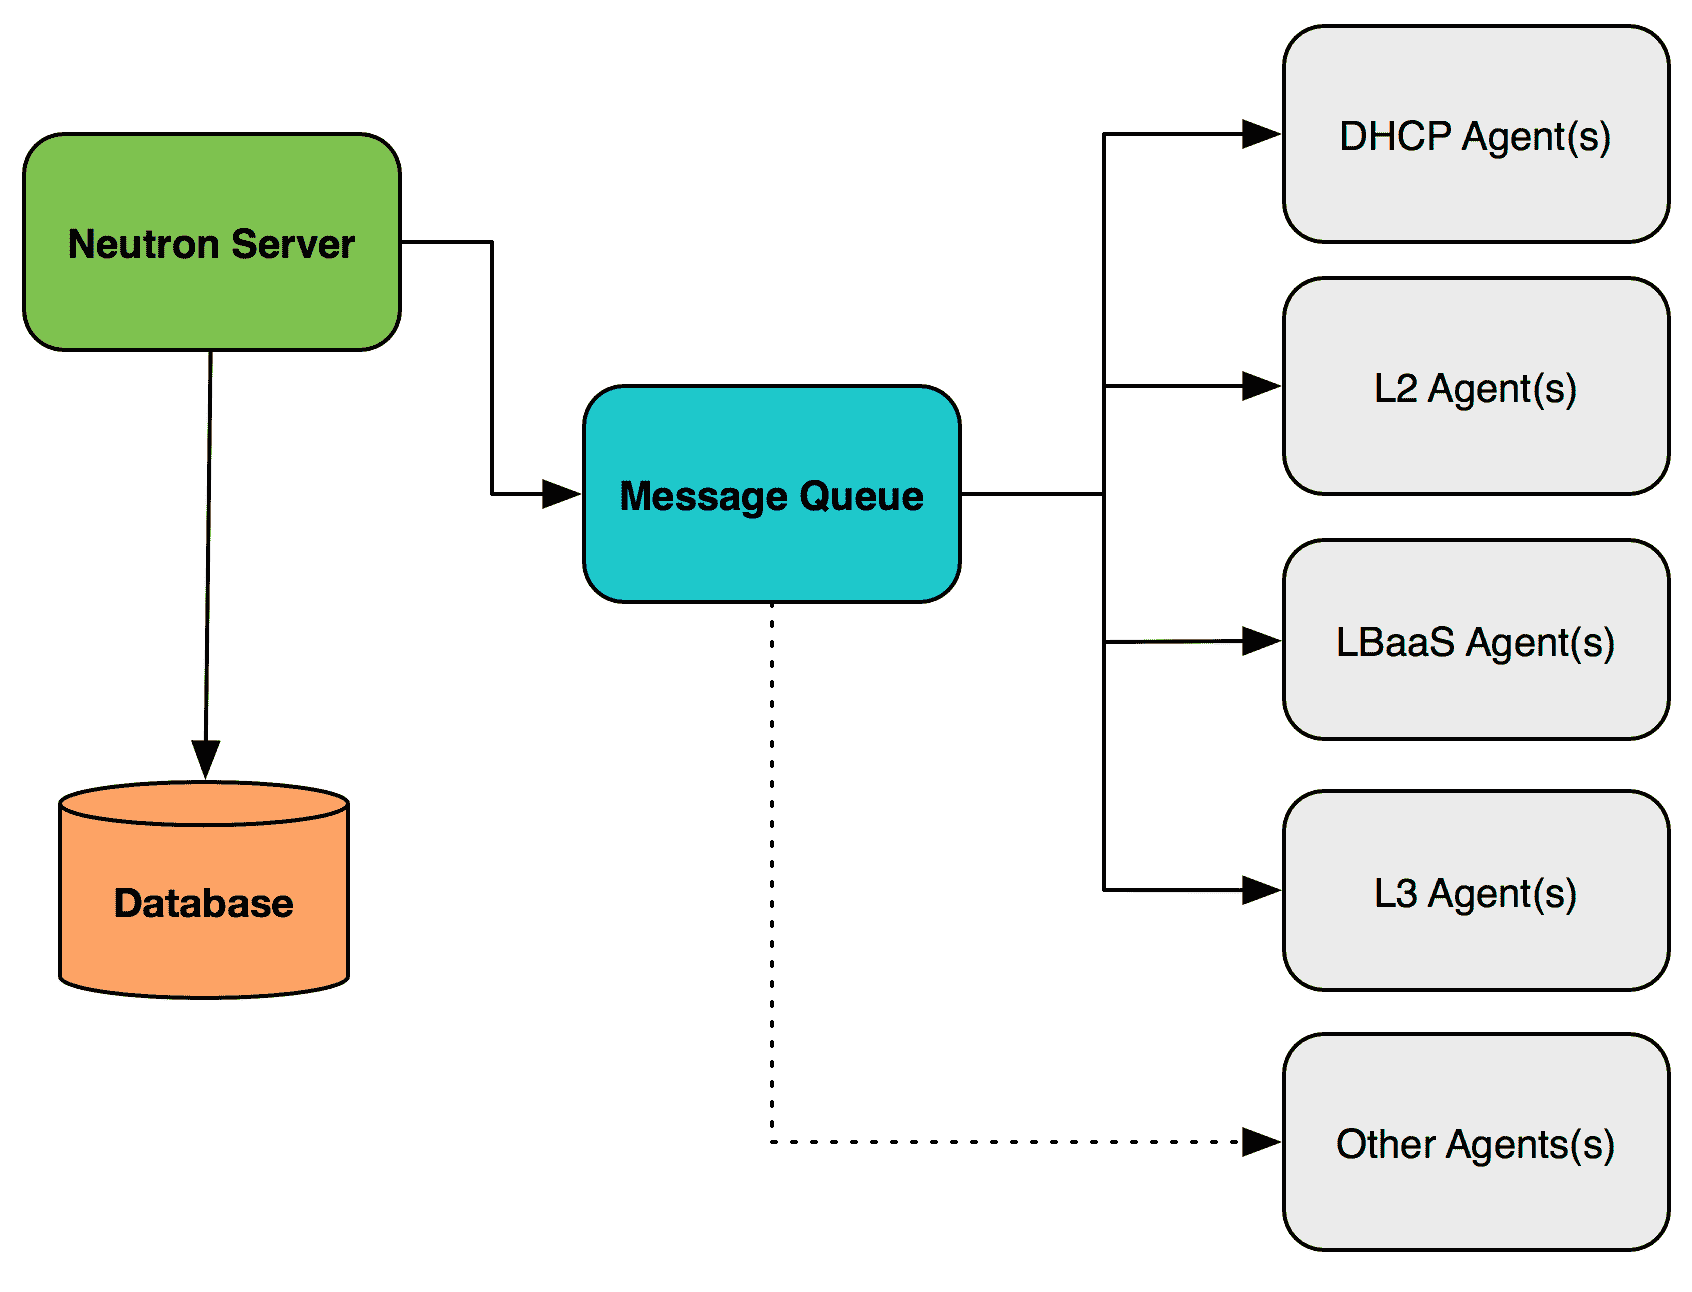 Neutron Server
Database
Message Queue
DHCP Agent(s)
L2 Agent(s)
LBaaS Agent(s)
L3 Agent(s)
Other Agents(s)